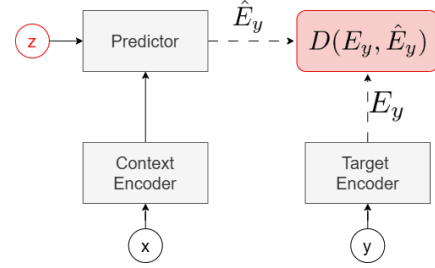 z
Predictor
Ê_y
D(E_y, Ê_y)
E_y
Context
Encoder
Target
Encoder
x
y